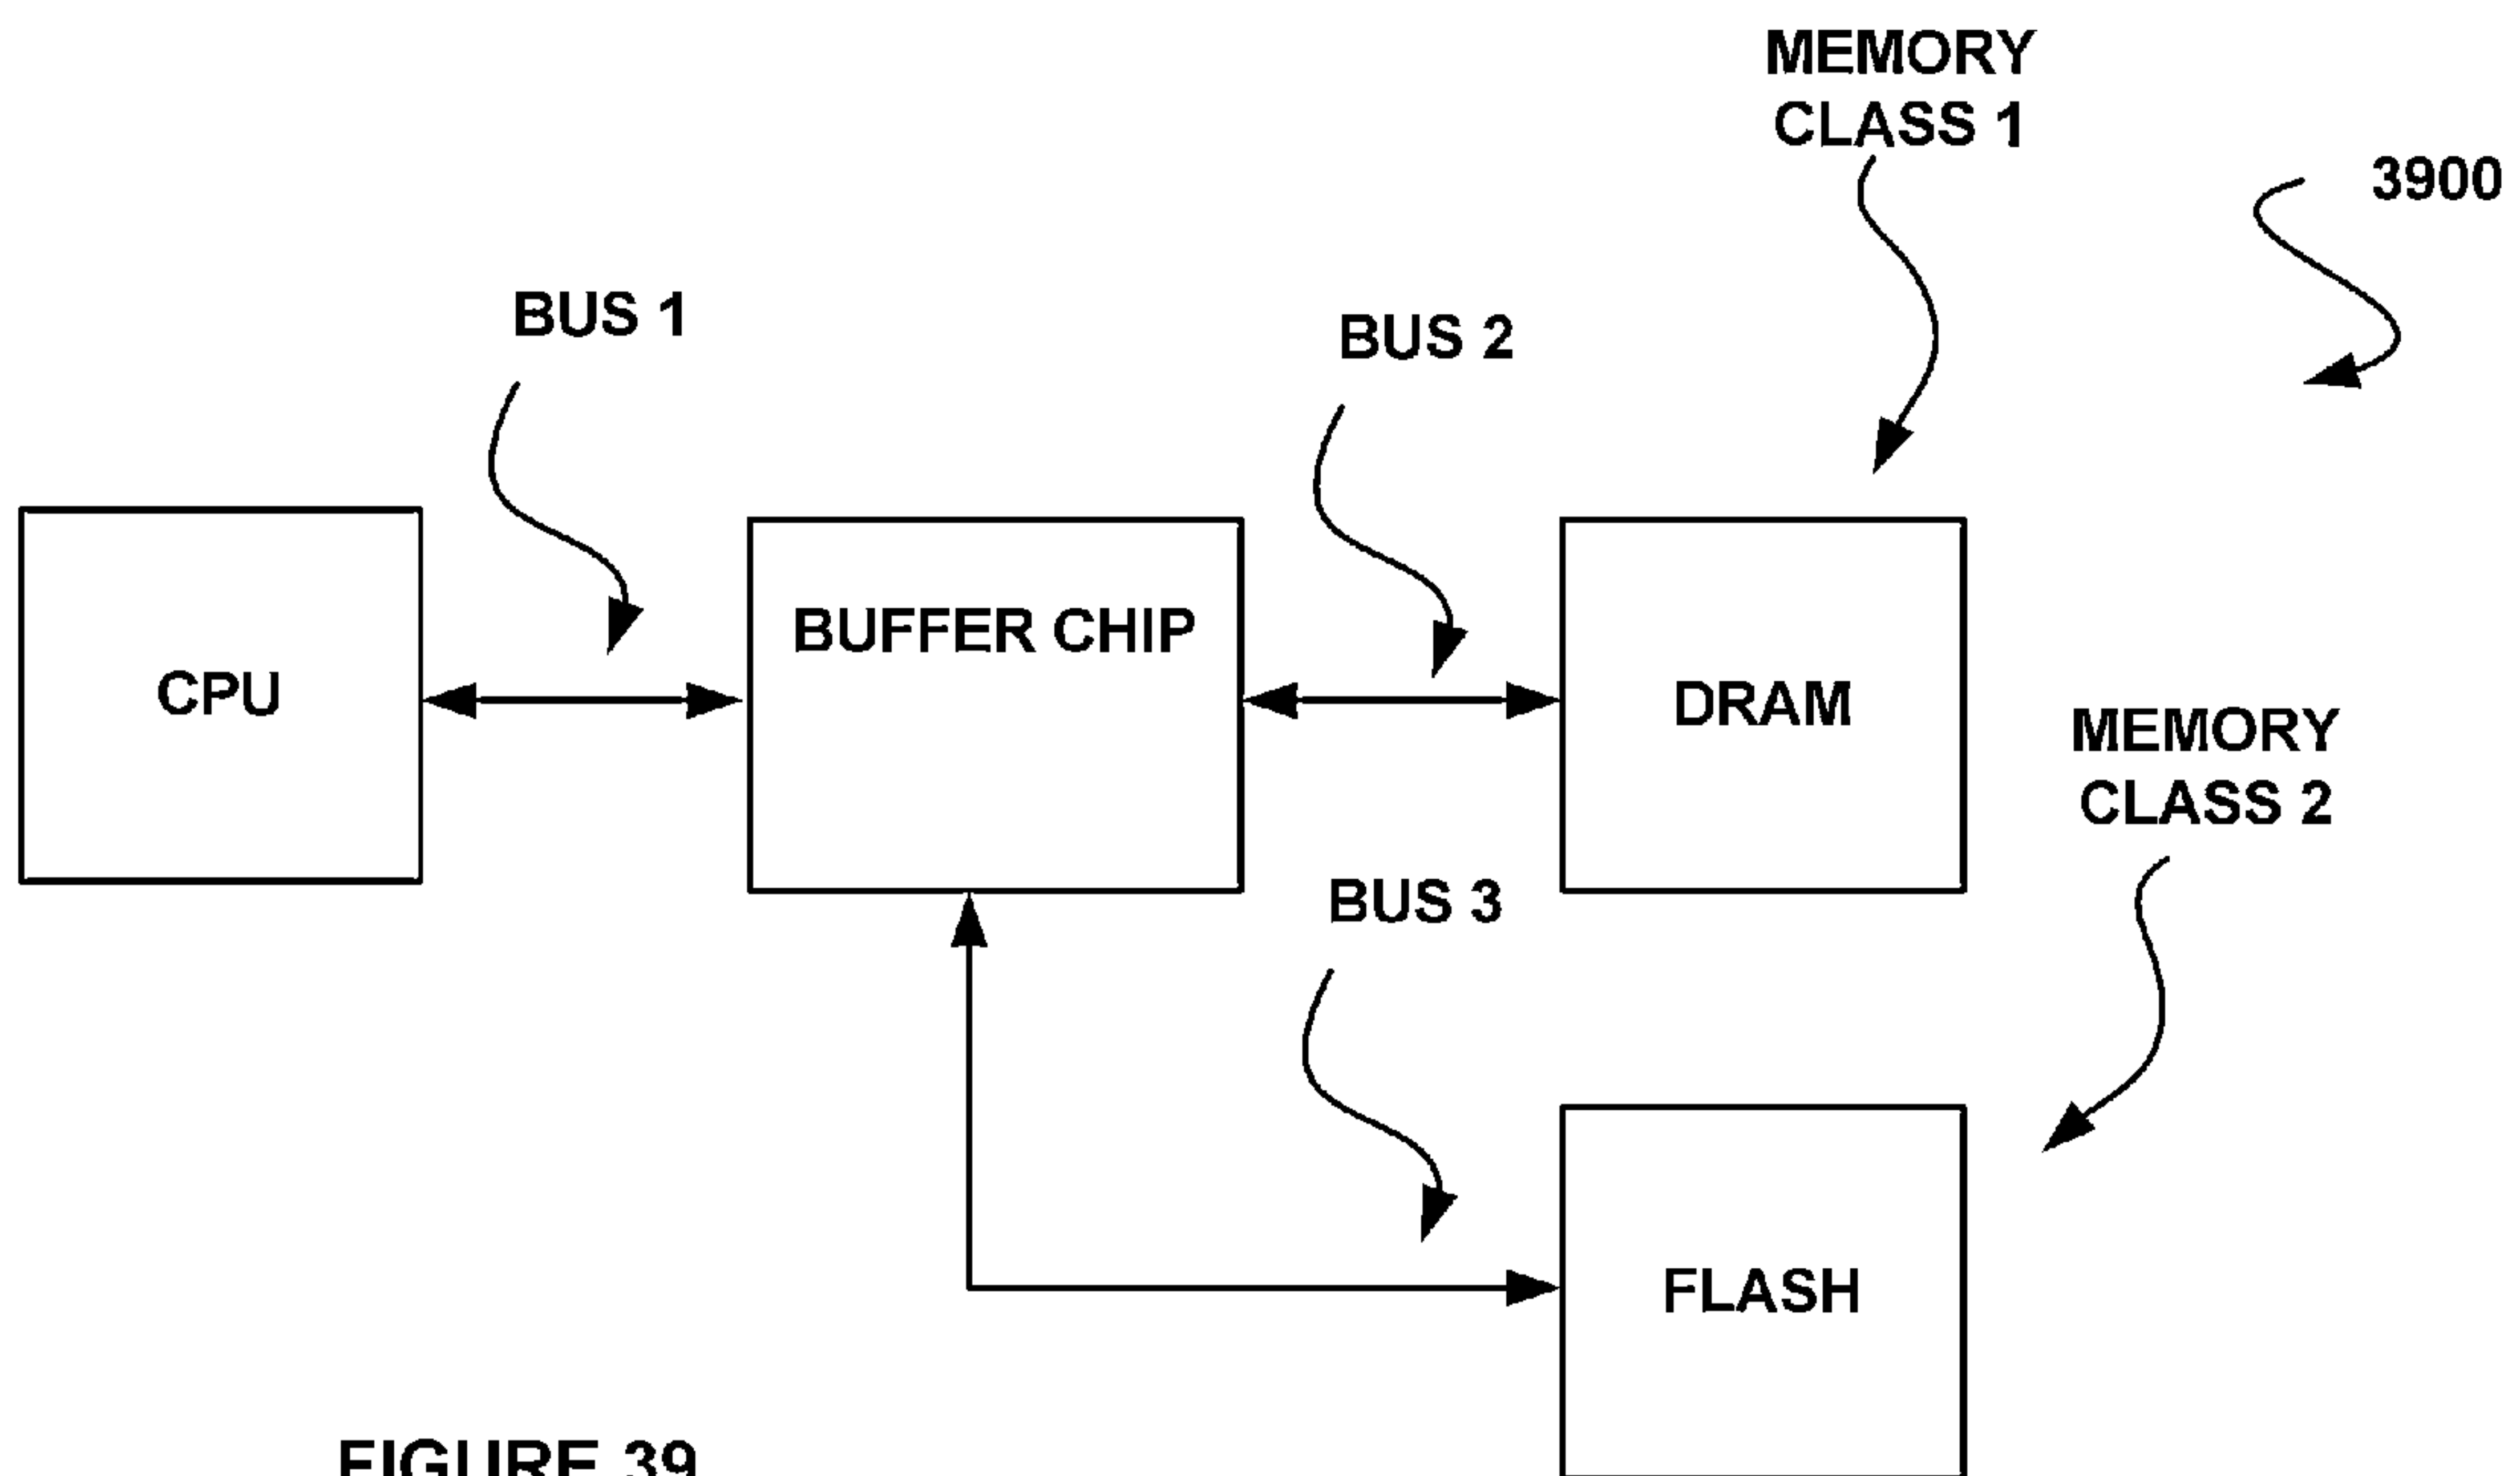 MEMORY
CLASS 1
3900
BUS 1
BUS 2
BUFFER CHIP
CPU
DRAM
MEMORY
CLASS 2
BUS 3
FLASH
FIGURE 39